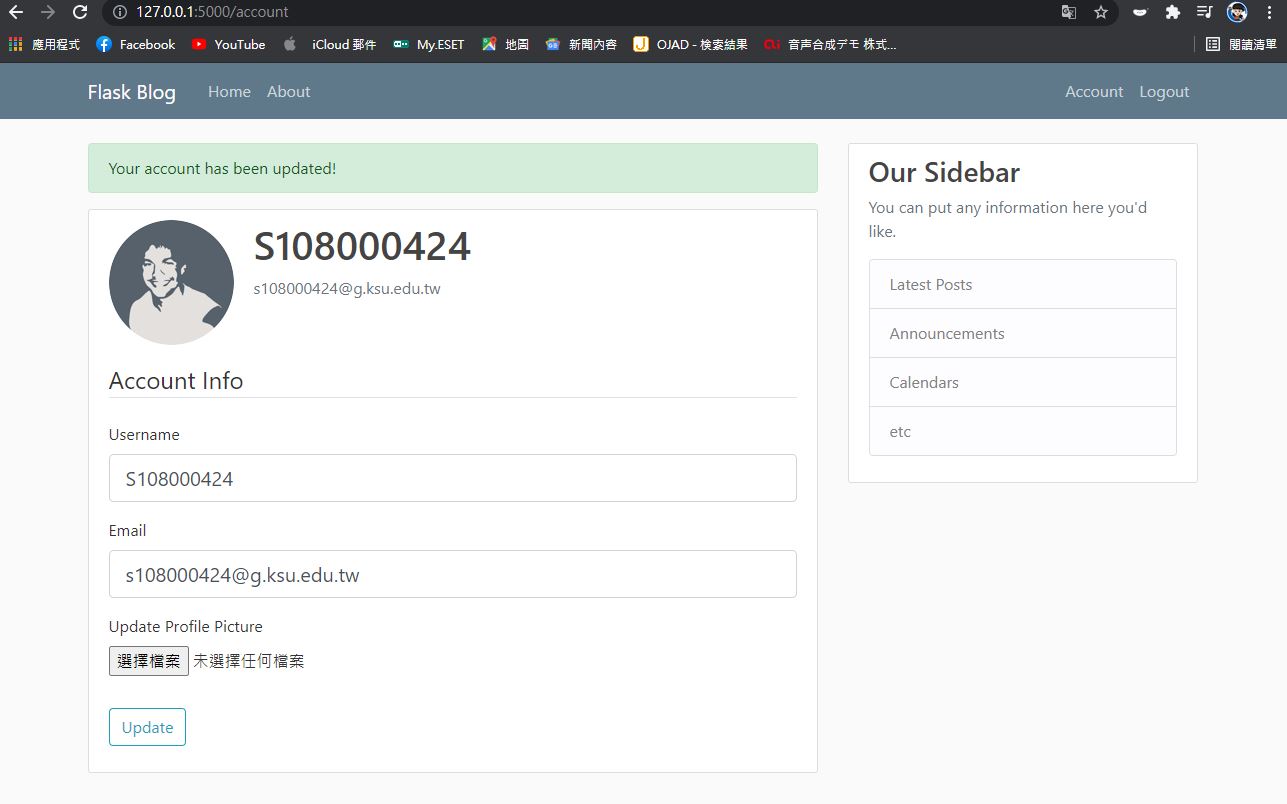 127.0.0.1:5000/account
應用程式 Facebook YouTube iCloud 郵件 My.ESET 地圖 新聞內容 OJAD - 檢索結果 音声合成デモ 株式... 閱讀清單
Flask Blog Home About Account Logout
Your account has been updated!
S108000424
s108000424@g.ksu.edu.tw
Account Info
Username
S108000424
Email
s108000424@g.ksu.edu.tw
Update Profile Picture
選擇檔案 未選擇任何檔案
Update
Our Sidebar
You can put any information here you'd
like.
Latest Posts
Announcements
Calendars
etc